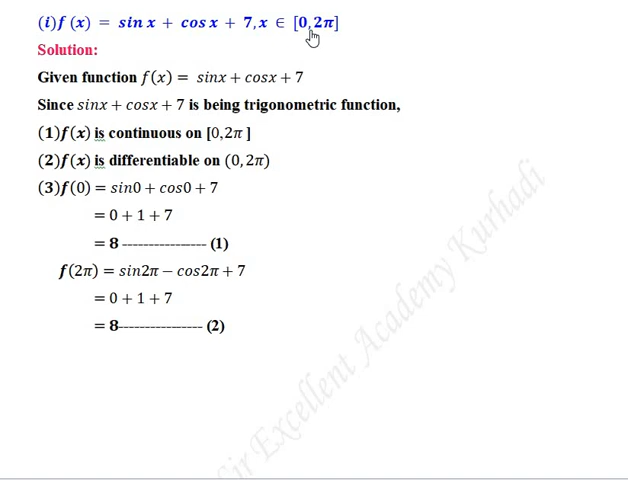 (i)f (x) = sin x + cos x + 7, x ∈ [0, 2π]
Solution:
Given function f(x) = sinx + cosx + 7
Since sinx + cosx + 7 is being trigonometric function,
(1)f(x) is continuous on [0, 2π ]
(2)f(x) is differentiable on (0, 2π)
(3)f(0) = sin0 + cos0 + 7
= 0 + 1 + 7
= 8 ---------------- (1)
f(2π) = sin2π − cos2π + 7
= 0 + 1 + 7
= 8---------------- (2)
Sir Excellent Academy Kurhadi